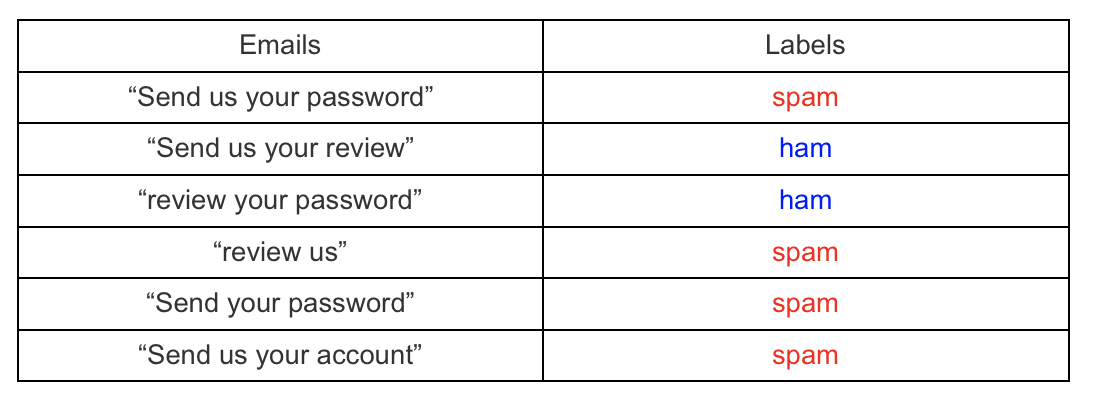 Emails Labels
“Send us your password” spam
“Send us your review” ham
“review your password” ham
“review us” spam
“Send your password” spam
“Send us your account” spam